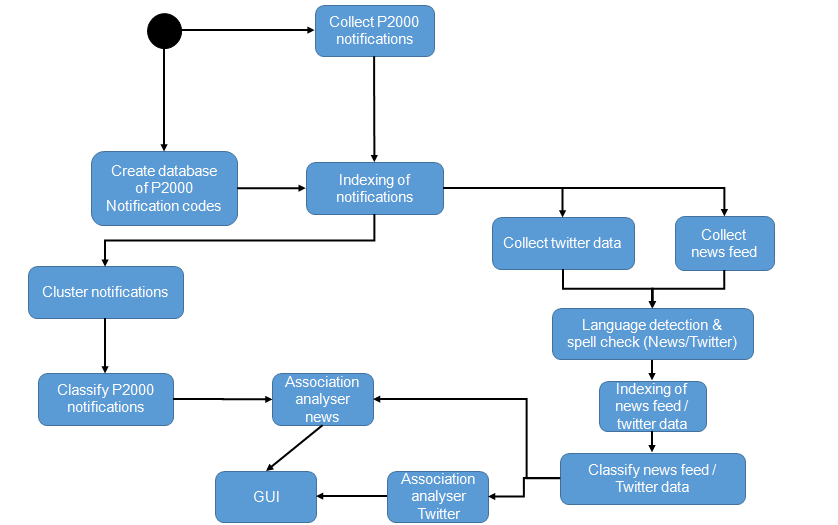 Collect P2000
notifications
Create database
of P2000
Notification codes
Indexing of
notifications
Collect twitter data
Collect
news feed
Cluster notifications
Language detection &
spell check (News/Twitter)
Classify P2000
notifications
Association
analyser
news
Indexing of
news feed /
twitter data
Classify news feed /
Twitter data
GUI
Association
analyser
Twitter